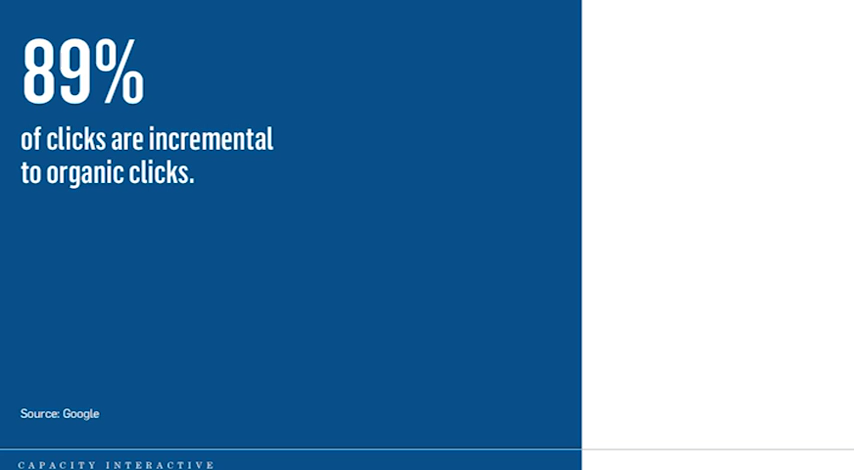 89%
of clicks are incremental
to organic clicks.
Source: Google
CAPACITY INTERACTIVE